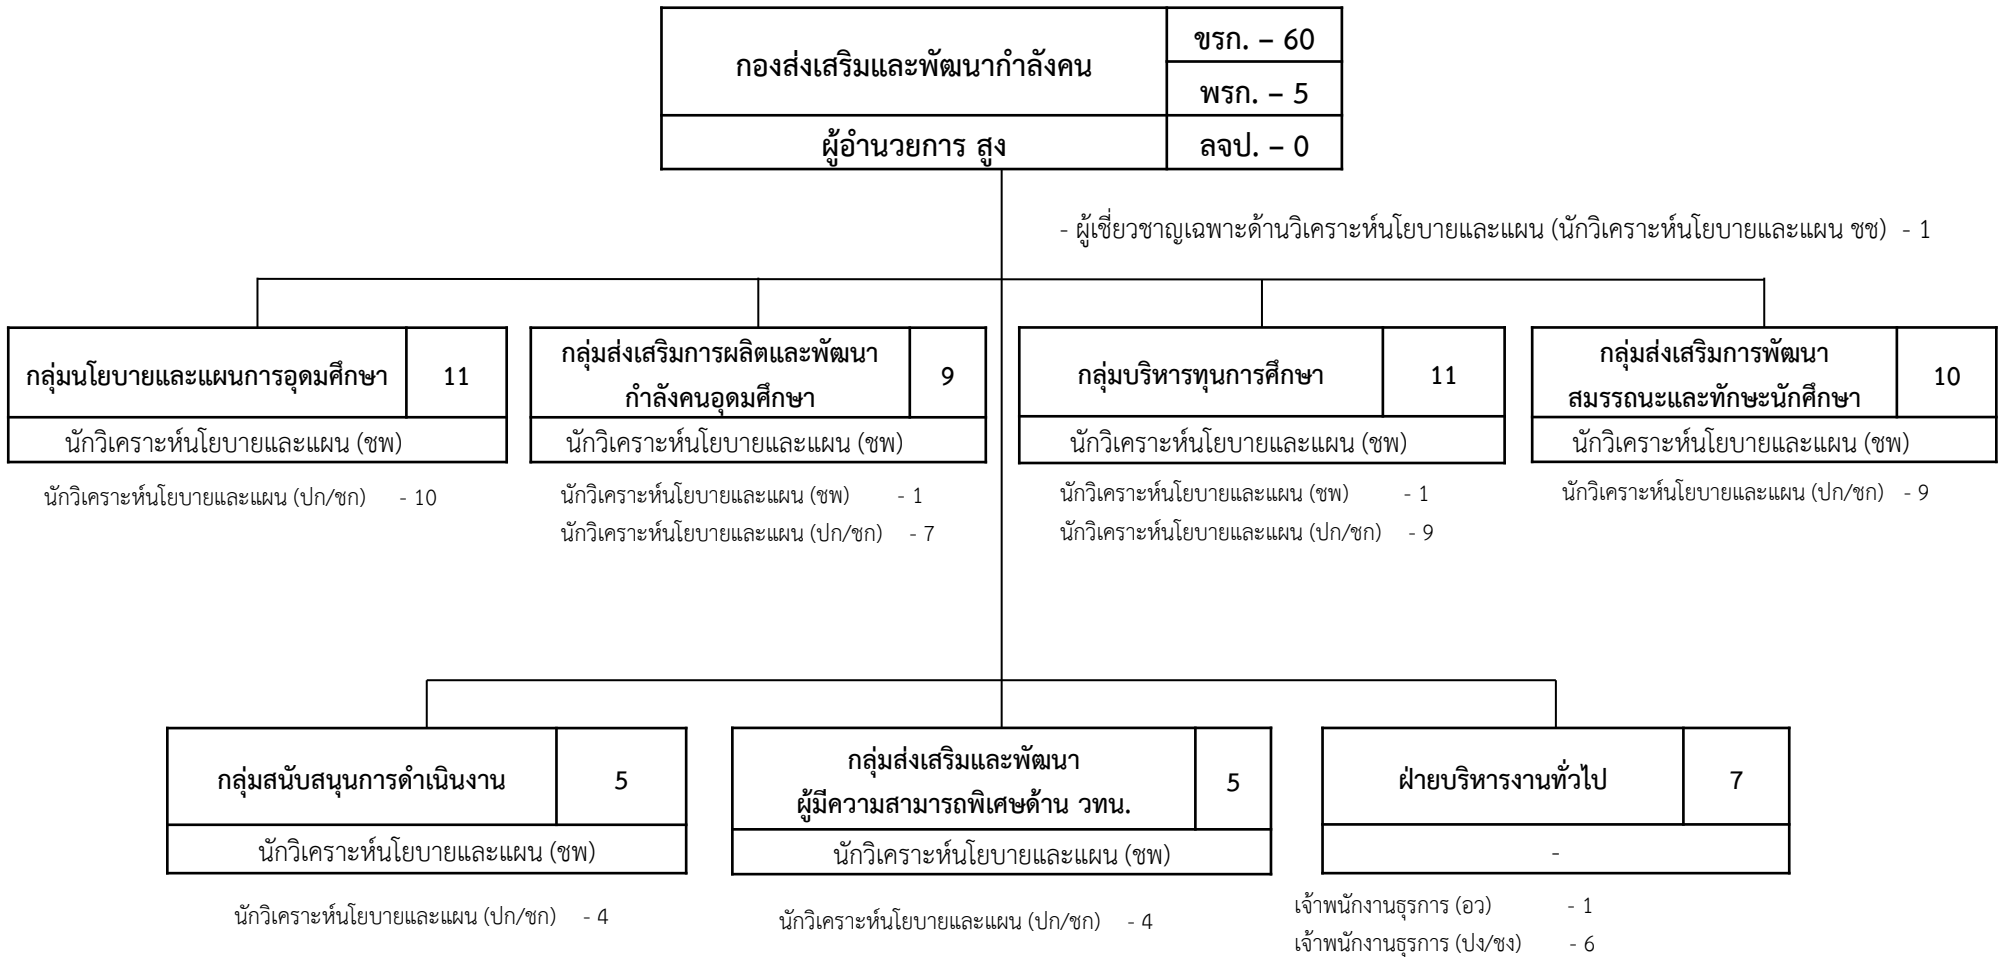 กองส่งเสริมและพัฒนากำลังคน
ขรก. – 60
พรก. – 5
ผู้อำนวยการ สูง
ลจป. – 0
- ผู้เชี่ยวชาญเฉพาะด้านวิเคราะห์นโยบายและแผน (นักวิเคราะห์นโยบายและแผน ชช) - 1
กลุ่มนโยบายและแผนการอุดมศึกษา
11
นักวิเคราะห์นโยบายและแผน (ชพ)
นักวิเคราะห์นโยบายและแผน (ปก/ชก) - 10
กลุ่มส่งเสริมการผลิตและพัฒนา
กำลังคนอุดมศึกษา
9
นักวิเคราะห์นโยบายและแผน (ชพ)
นักวิเคราะห์นโยบายและแผน (ชพ) - 1
นักวิเคราะห์นโยบายและแผน (ปก/ชก) - 7
กลุ่มบริหารทุนการศึกษา
11
นักวิเคราะห์นโยบายและแผน (ชพ)
นักวิเคราะห์นโยบายและแผน (ชพ) - 1
นักวิเคราะห์นโยบายและแผน (ปก/ชก) - 9
กลุ่มส่งเสริมการพัฒนา
สมรรถนะและทักษะนักศึกษา
10
นักวิเคราะห์นโยบายและแผน (ชพ)
นักวิเคราะห์นโยบายและแผน (ปก/ชก) - 9
กลุ่มสนับสนุนการดำเนินงาน
5
นักวิเคราะห์นโยบายและแผน (ชพ)
นักวิเคราะห์นโยบายและแผน (ปก/ชก) - 4
กลุ่มส่งเสริมและพัฒนา
ผู้มีความสามารถพิเศษด้าน วทน.
5
นักวิเคราะห์นโยบายและแผน (ชพ)
นักวิเคราะห์นโยบายและแผน (ปก/ชก) - 4
ฝ่ายบริหารงานทั่วไป
7
-
เจ้าพนักงานธุรการ (อว) - 1
เจ้าพนักงานธุรการ (ปง/ชง) - 6